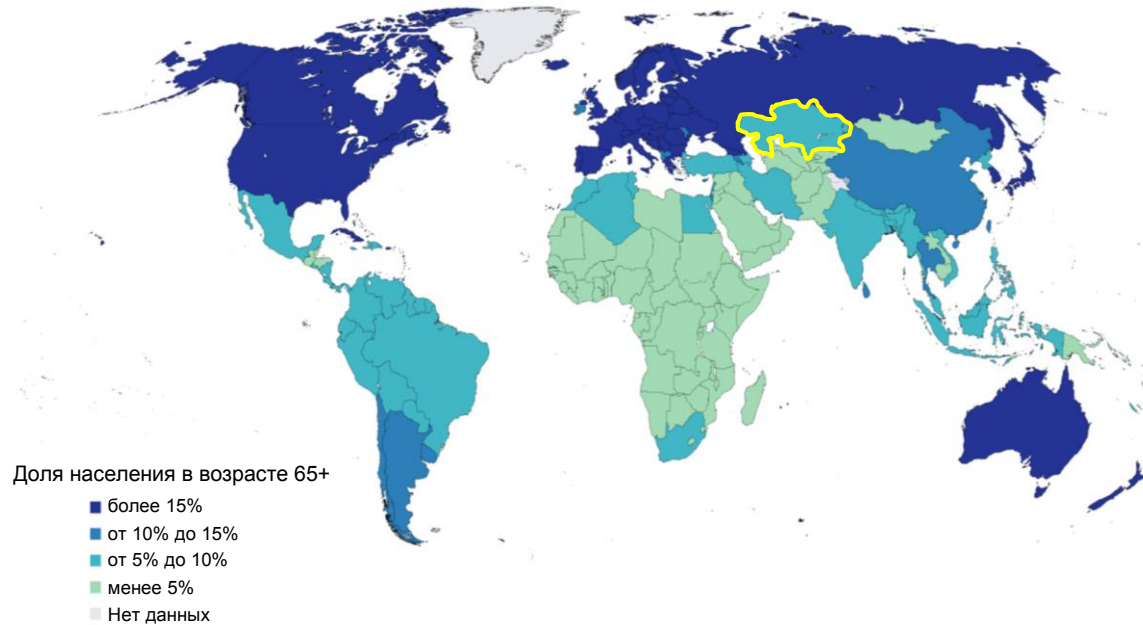 Доля населения в возрасте 65+
более 15%
от 10% до 15%
от 5% до 10%
менее 5%
Нет данных